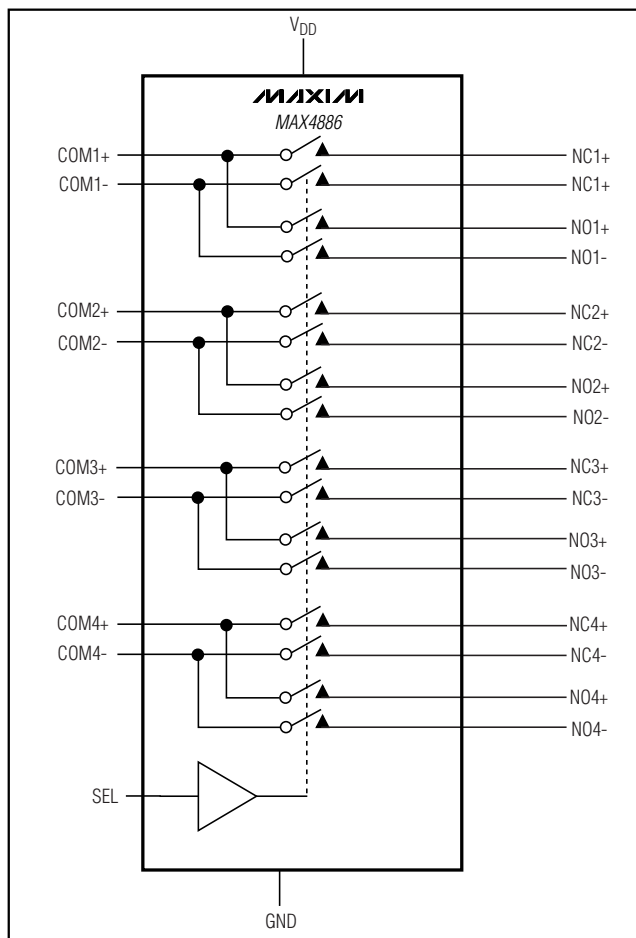 VDD
MAXIM
MAX4886
COM1+
NC1+
COM1-
NC1+
NO1+
NO1-
COM2+
NC2+
COM2-
NC2-
NO2+
NO2-
COM3+
NC3+
COM3-
NC3-
NO3+
NO3-
COM4+
NC4+
COM4-
NC4-
NO4+
NO4-
SEL
GND